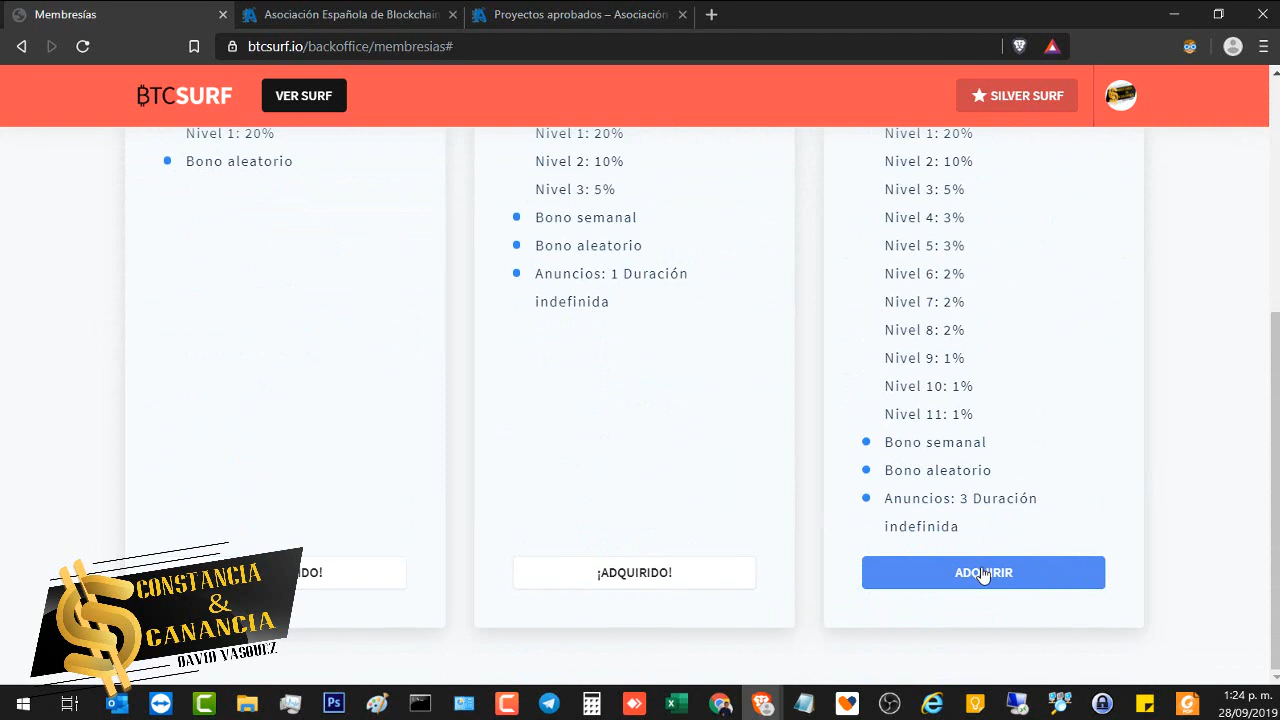 Membresías
Asociación Española de Blockchain
Proyectos aprobados – Asociación
btcsurf.io/backoffice/membresias#
BTCSURF
VER SURF
SILVER SURF
Nivel 1: 20%
Bono aleatorio
Nivel 1: 20%
Nivel 2: 10%
Nivel 3: 5%
Bono semanal
Bono aleatorio
Anuncios: 1 Duración
indefinida
¡ADQUIRIDO!
Nivel 1: 20%
Nivel 2: 10%
Nivel 3: 5%
Nivel 4: 3%
Nivel 5: 3%
Nivel 6: 2%
Nivel 7: 2%
Nivel 8: 2%
Nivel 9: 1%
Nivel 10: 1%
Nivel 11: 1%
Bono semanal
Bono aleatorio
Anuncios: 3 Duración
indefinida
ADQUIRIR
IDO!
CONSTANCIA
&
GANANCIA
DAVID VASQUEZ
1:24 p. m.
28/09/2019